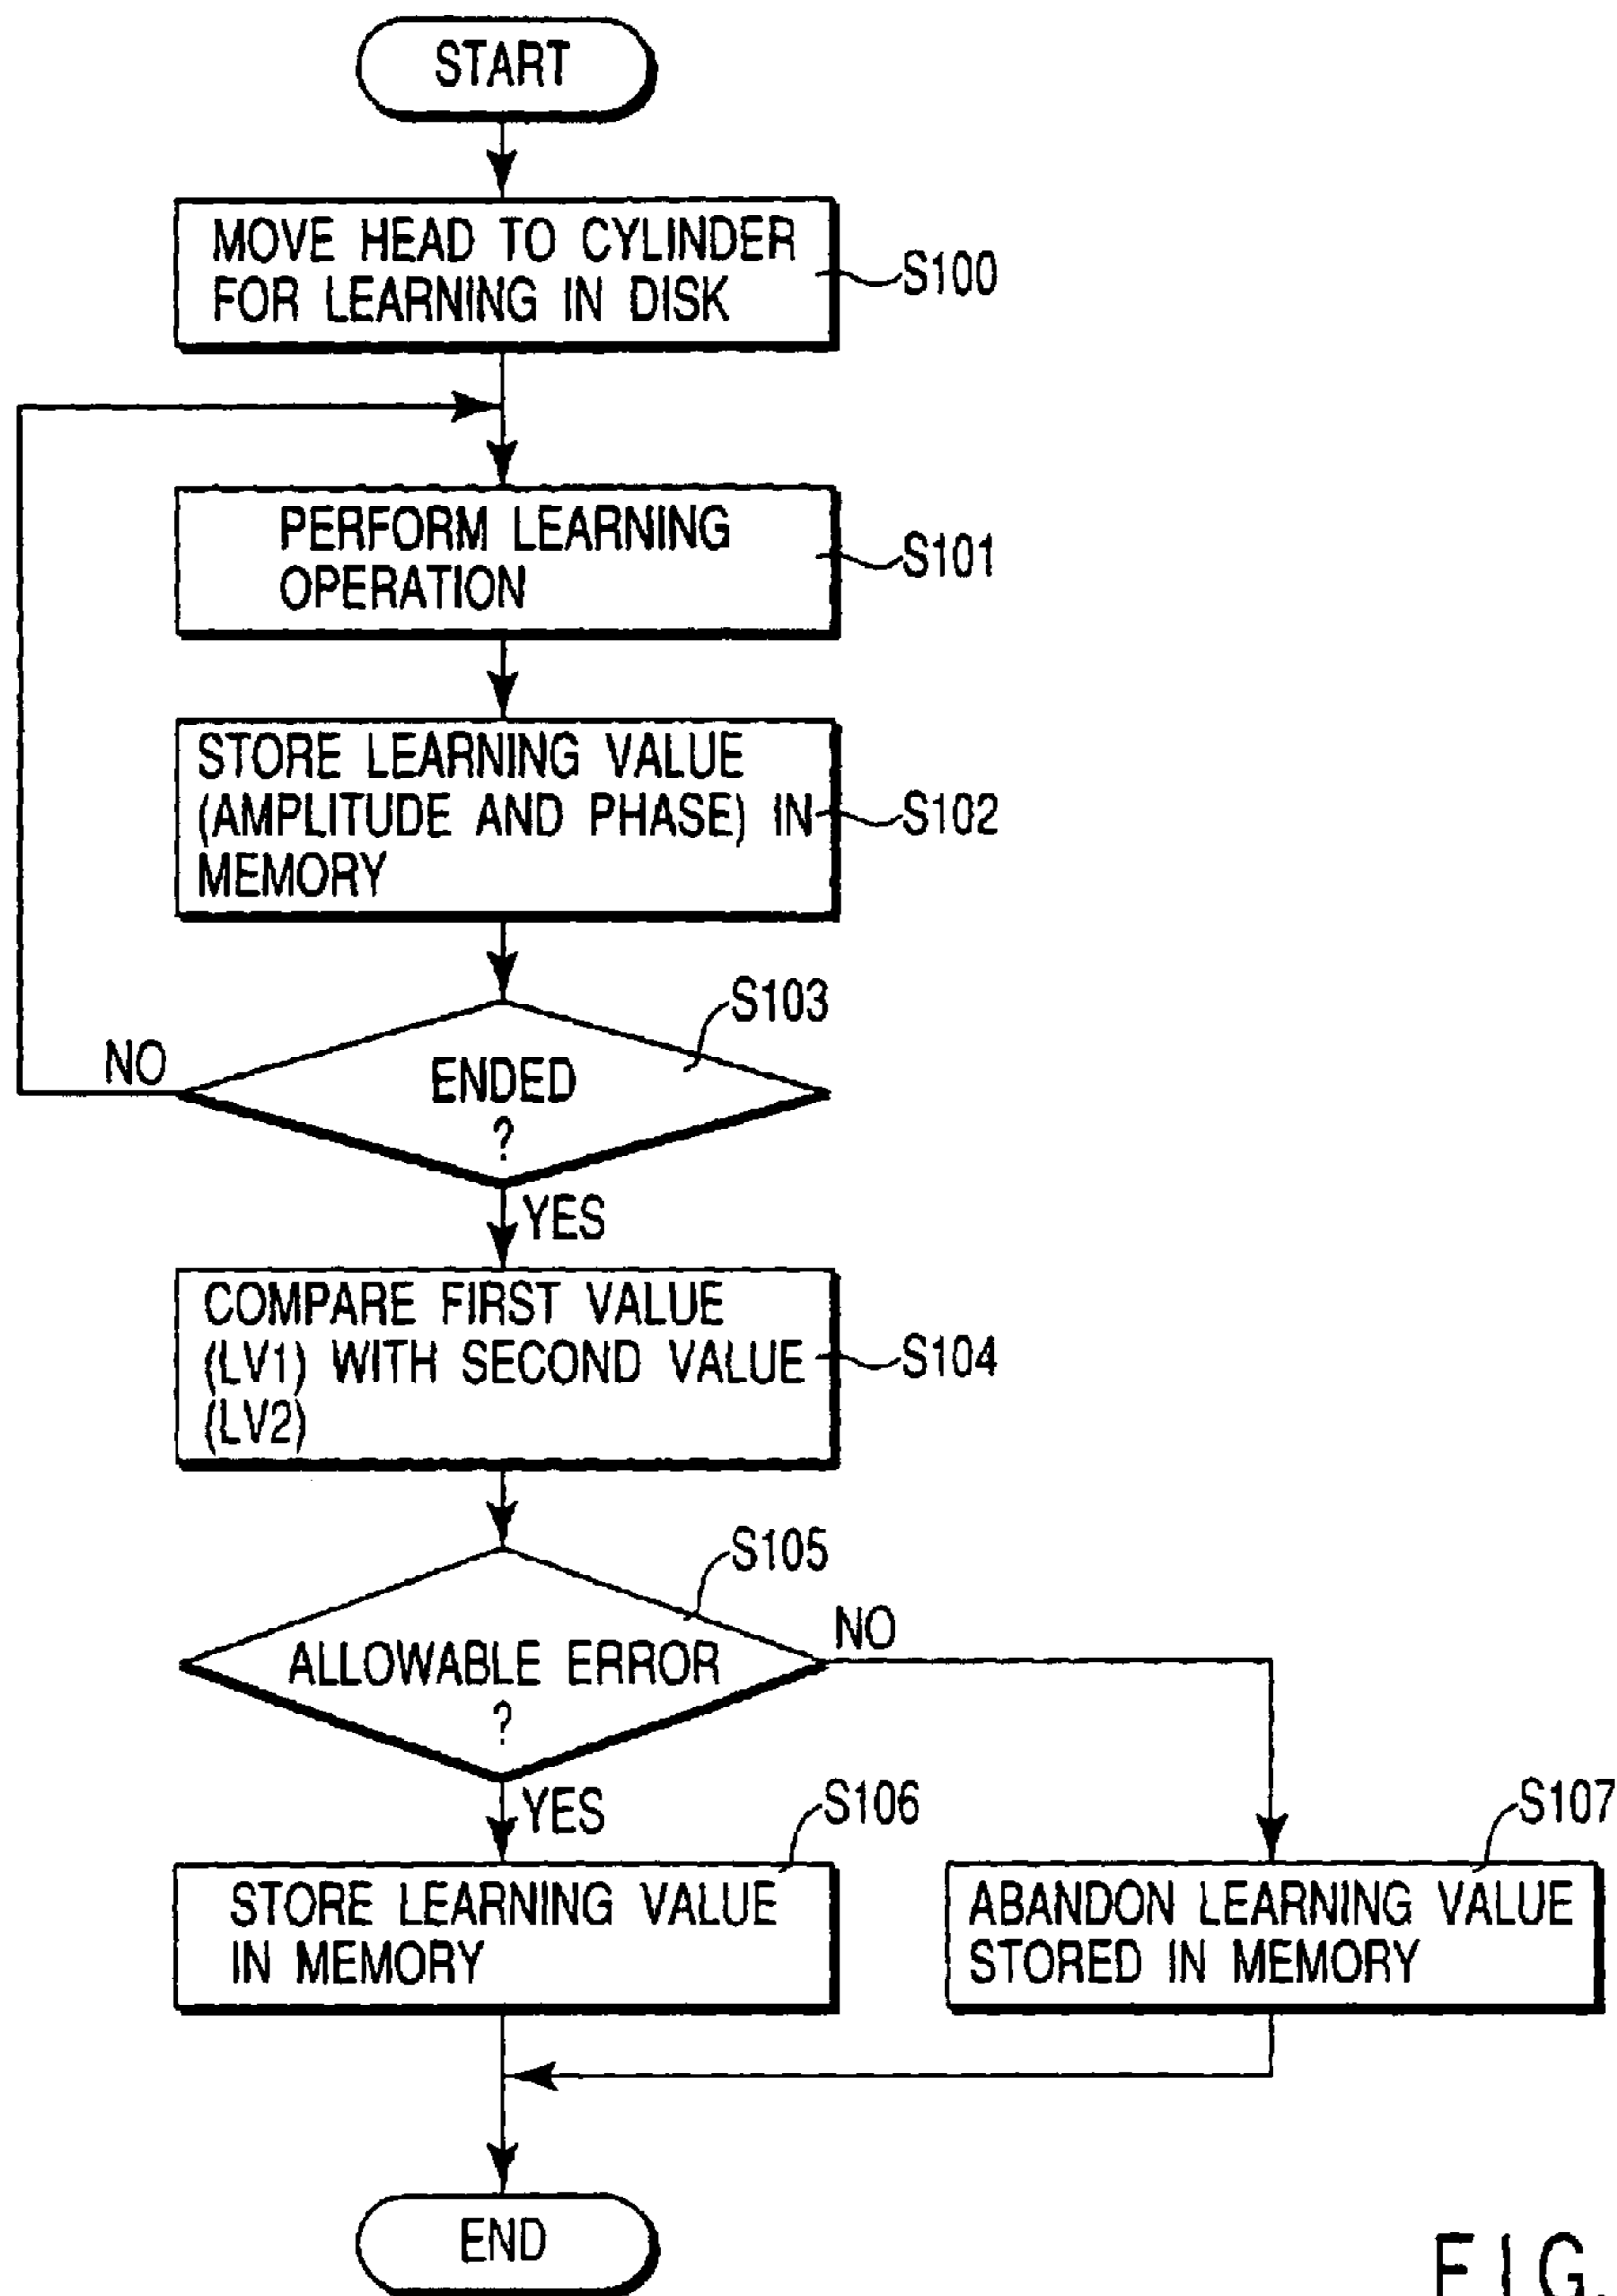 START
MOVE HEAD TO CYLINDER
FOR LEARNING IN DISK
S100
PERFORM LEARNING
OPERATION
S101
STORE LEARNING VALUE
(AMPLITUDE AND PHASE) IN
MEMORY
S102
S103
NO
ENDED
?
YES
COMPARE FIRST VALUE
(LV1) WITH SECOND VALUE
(LV2)
S104
S105
NO
ALLOWABLE ERROR
?
YES
S106
S107
STORE LEARNING VALUE
IN MEMORY
ABANDON LEARNING VALUE
STORED IN MEMORY
END
FIG.